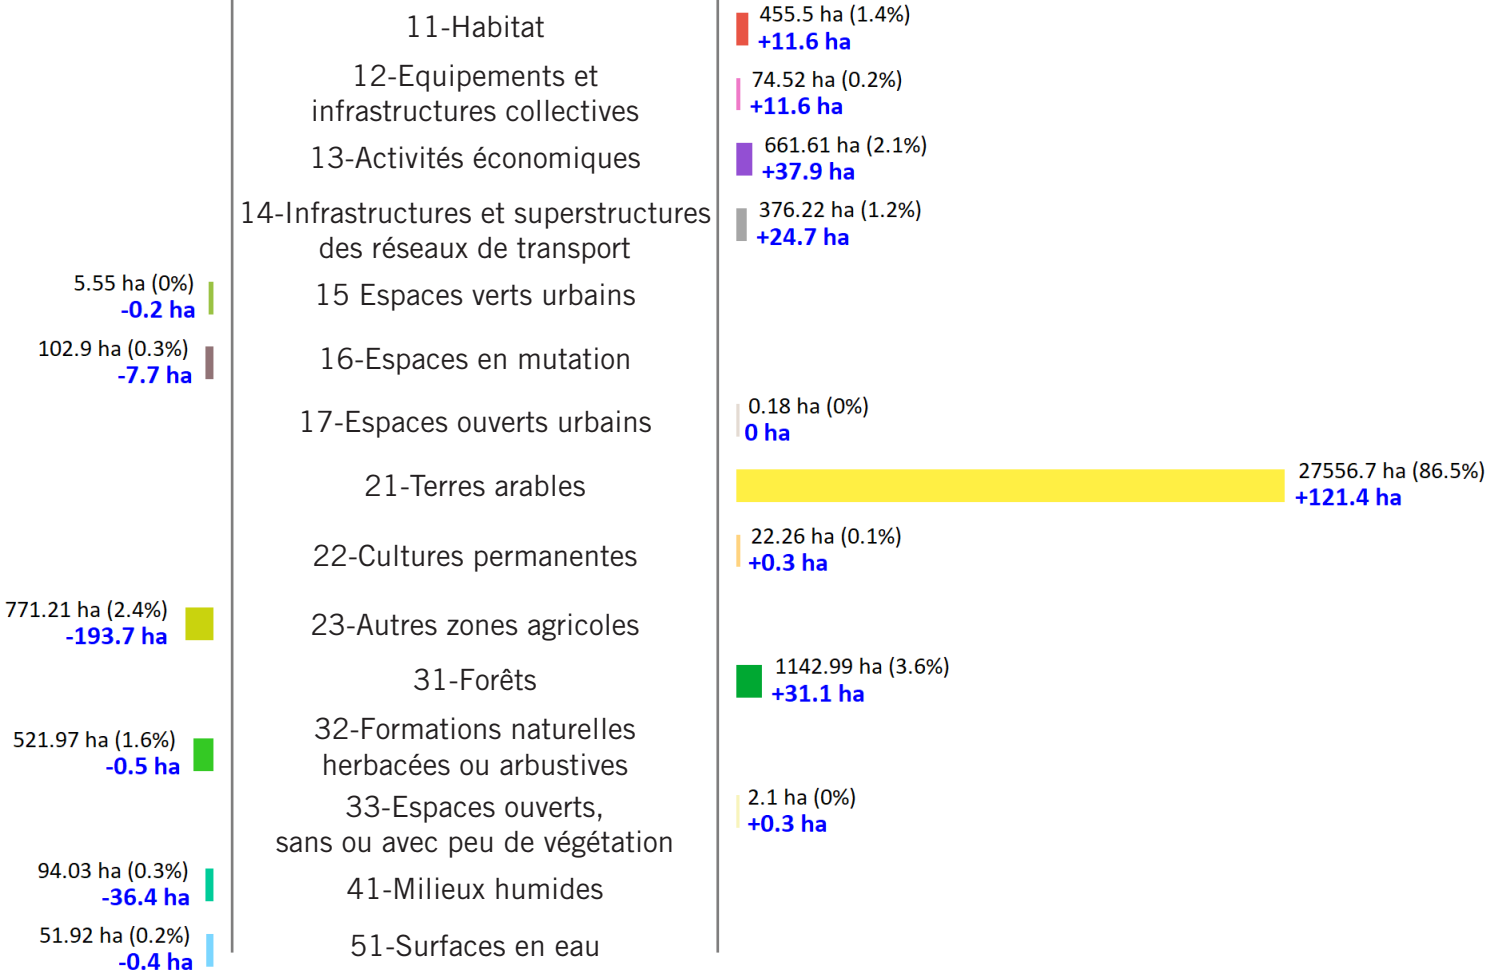 11-Habitat
455.5 ha (1.4%)
+11.6 ha
12-Equipements et
infrastructures collectives
74.52 ha (0.2%)
+11.6 ha
13-Activités économiques
661.61 ha (2.1%)
+37.9 ha
14-Infrastructures et superstructures
des réseaux de transport
376.22 ha (1.2%)
+24.7 ha
5.55 ha (0%)
-0.2 ha
15 Espaces verts urbains
102.9 ha (0.3%)
-7.7 ha
16-Espaces en mutation
17-Espaces ouverts urbains
0.18 ha (0%)
0 ha
21-Terres arables
27556.7 ha (86.5%)
+121.4 ha
22-Cultures permanentes
22.26 ha (0.1%)
+0.3 ha
771.21 ha (2.4%)
-193.7 ha
23-Autres zones agricoles
31-Forêts
1142.99 ha (3.6%)
+31.1 ha
521.97 ha (1.6%)
-0.5 ha
32-Formations naturelles
herbacées ou arbustives
33-Espaces ouverts,
sans ou avec peu de végétation
2.1 ha (0%)
+0.3 ha
94.03 ha (0.3%)
-36.4 ha
41-Milieux humides
51.92 ha (0.2%)
-0.4 ha
51-Surfaces en eau